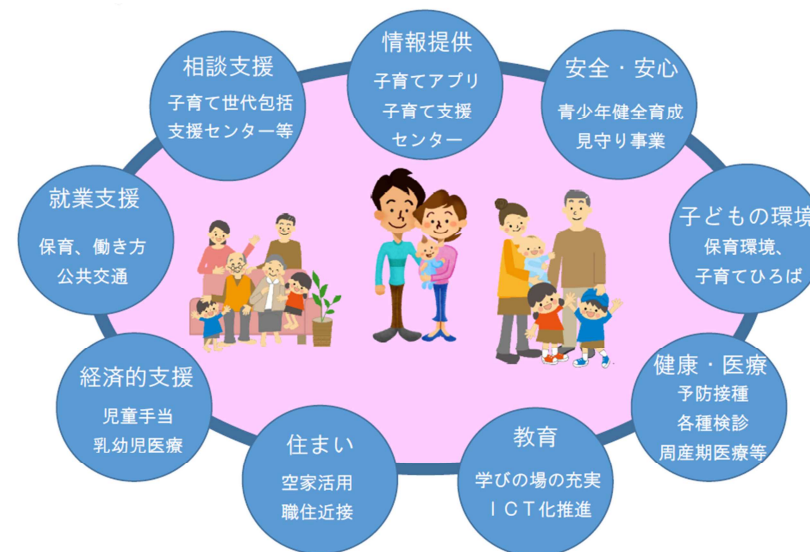 情報提供
子育てアプリ
子育て支援
センター
安全・安心
青少年健全育成
見守り事業
子どもの環境
保育環境、
子育てひろば
健康・医療
予防接種
各種検診
周産期医療等
教育
学びの場の充実
ＩＣＴ化推進
住まい
空家活用
職住近接
経済的支援
児童手当
乳幼児医療
就業支援
保育、働き方
公共交通
相談支援
子育て世代包括
支援センター等